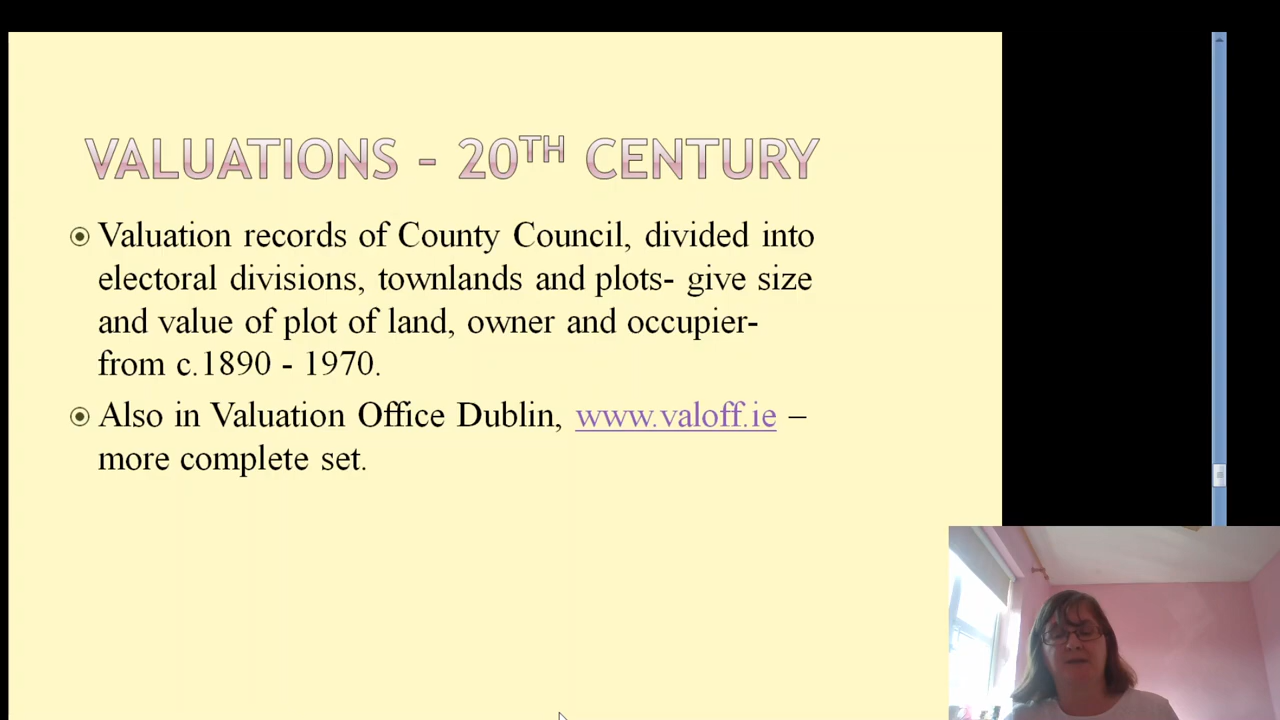 VALUATIONS - 20TH CENTURY
Valuation records of County Council, divided into
electoral divisions, townlands and plots- give size
and value of plot of land, owner and occupier-
from c.1890 - 1970.
Also in Valuation Office Dublin, www.valoff.ie –
more complete set.